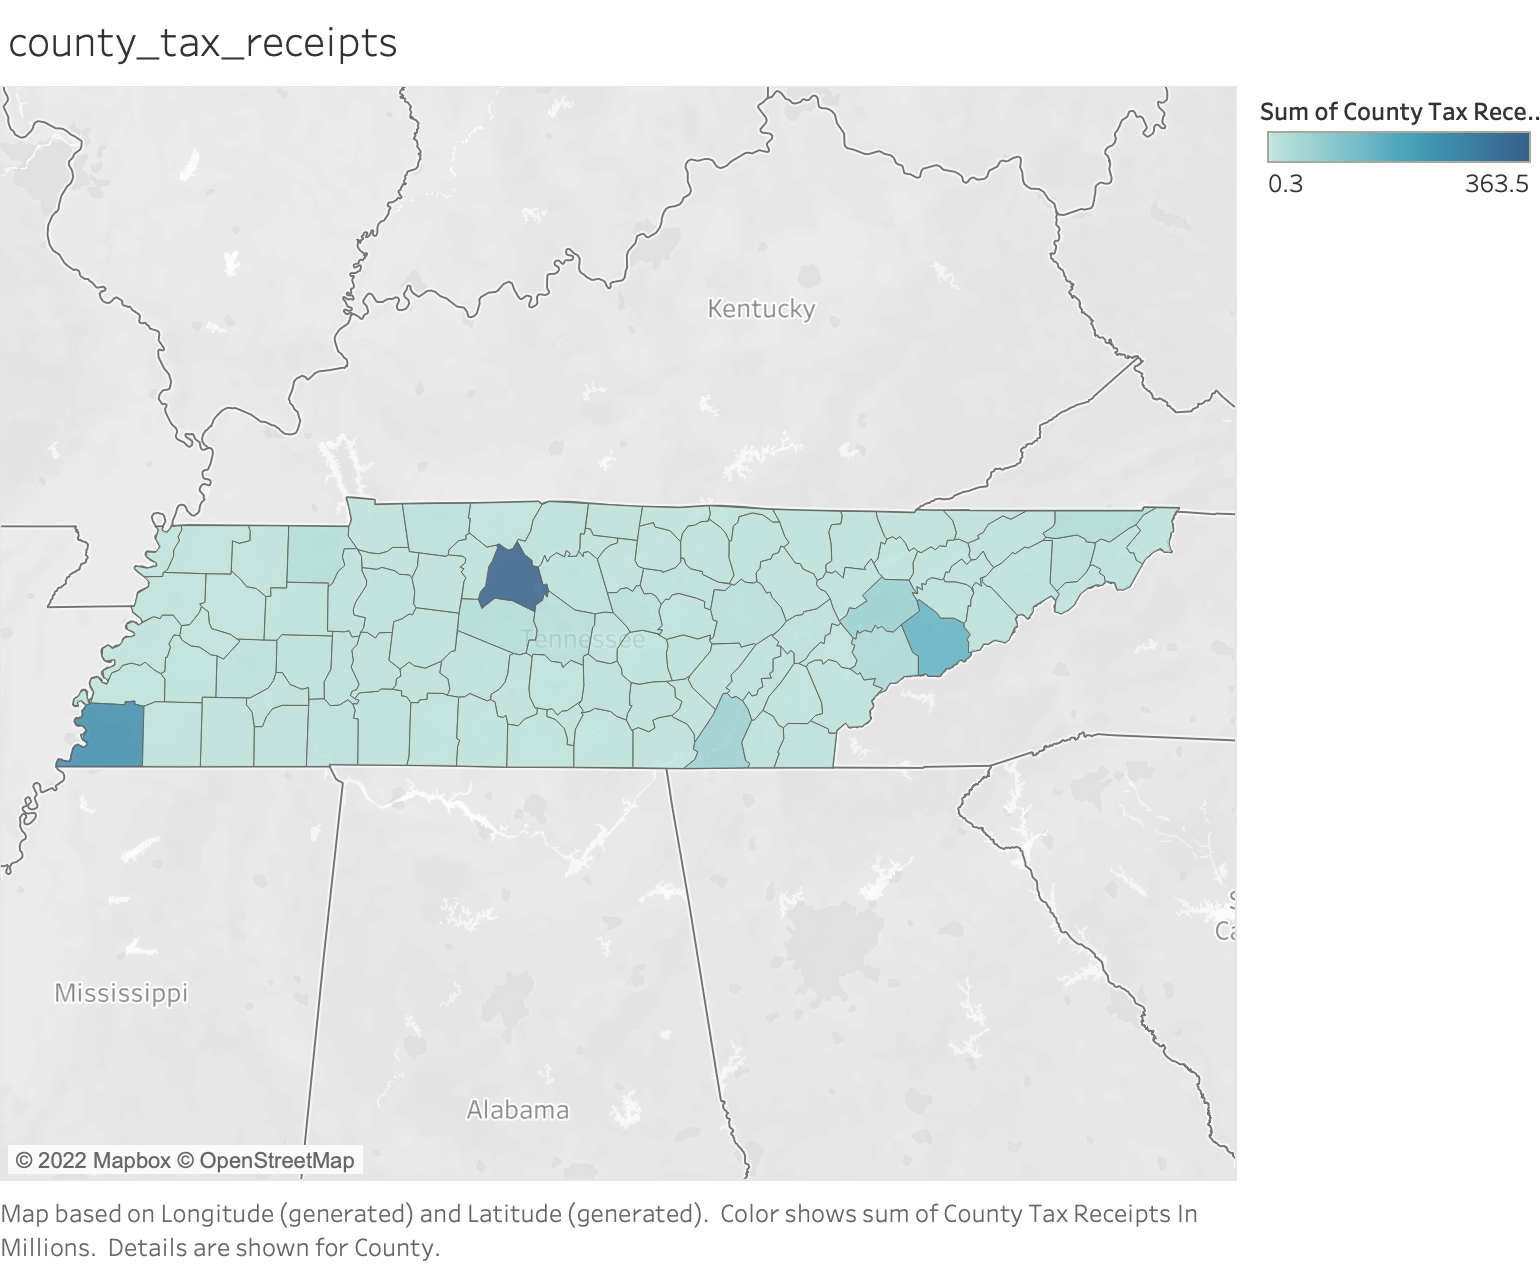 county_tax_receipts
Sum of County Tax Rece..
0.3 363.5
Kentucky
Tennessee
Mississippi
Alabama
© 2022 Mapbox © OpenStreetMap
Map based on Longitude (generated) and Latitude (generated). Color shows sum of County Tax Receipts In
Millions. Details are shown for County.